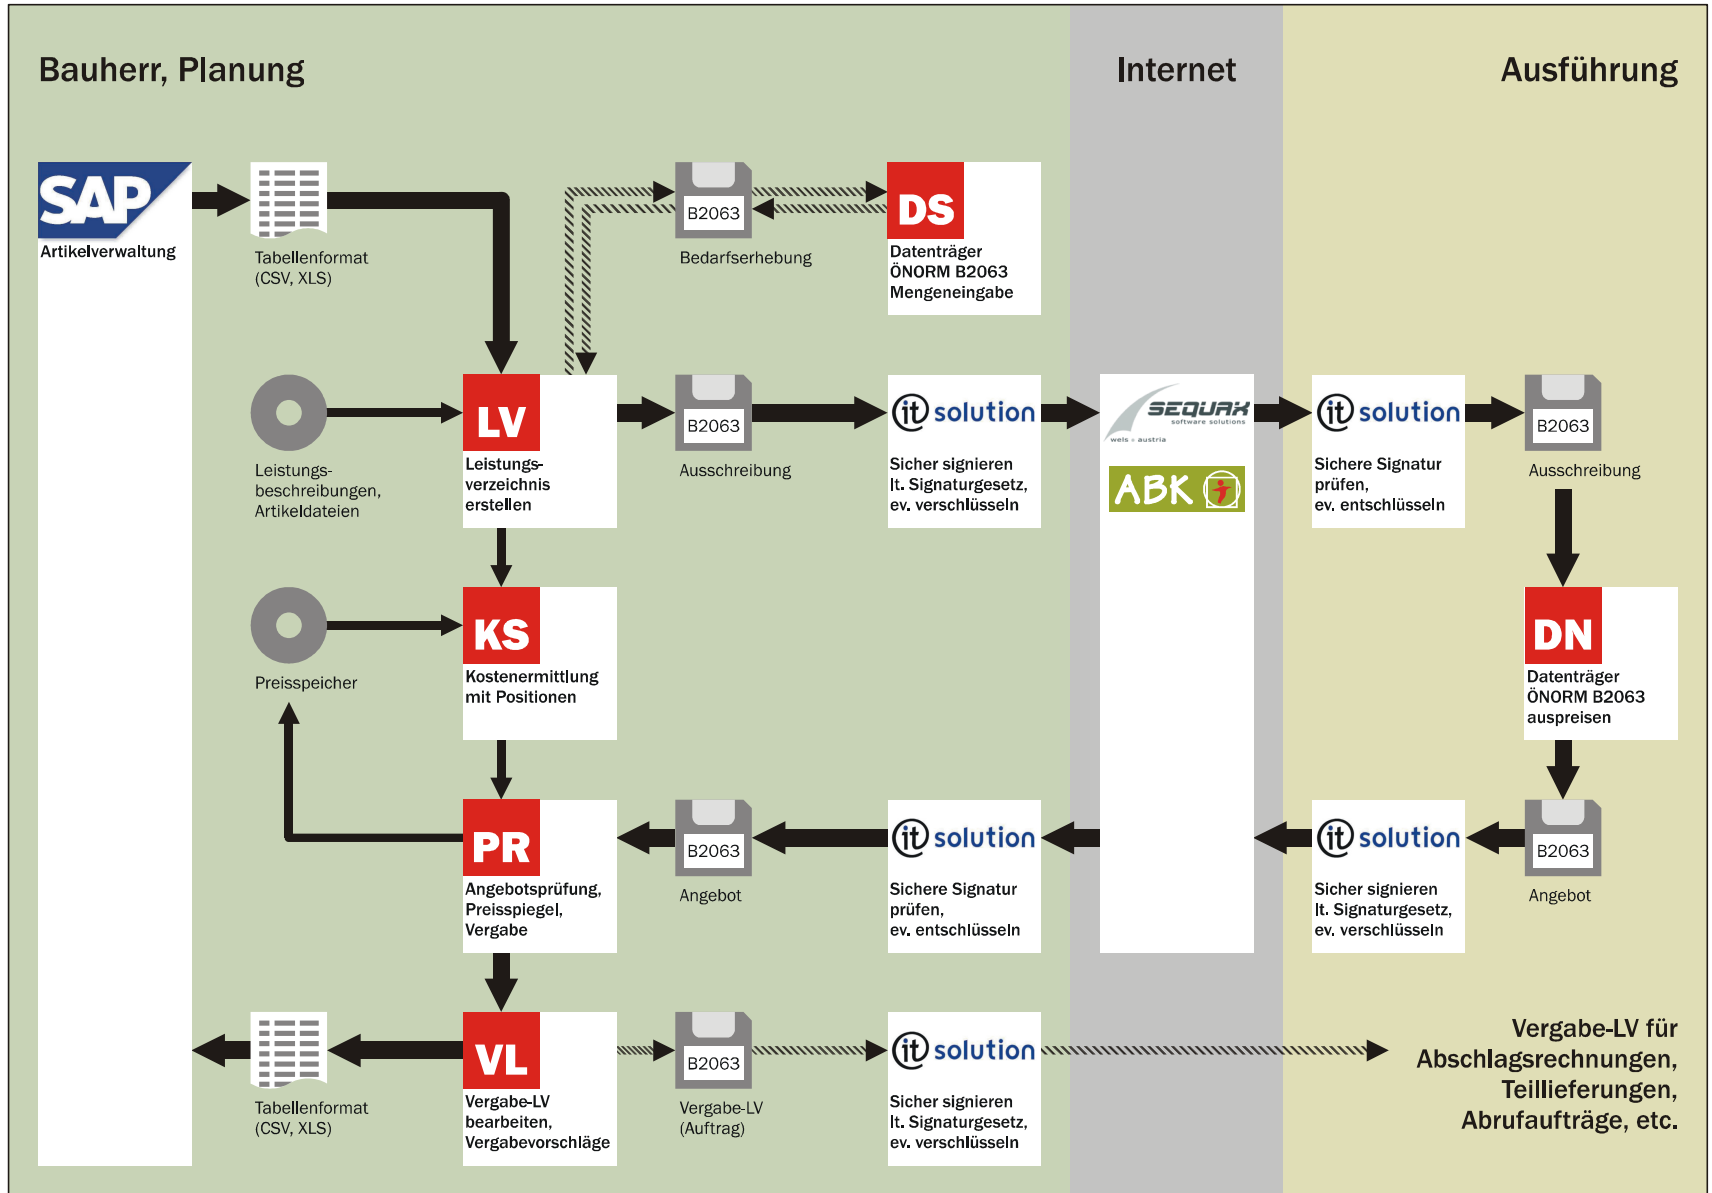 Bauherr, Planung
Internet
Ausführung
SAP
Artikelverwaltung
Tabellenformat
(CSV, XLS)
B2063
Bedarfserhebung
DS
Datenträger
ÖNORM B2063
Mengeneingabe
Leistungs-
beschreibungen,
Artikeldateien
LV
Leistungs-
verzeichnis
erstellen
B2063
Ausschreibung
it solution
Sicher signieren
lt. Signaturgesetz,
ev. verschlüsseln
SEQUAX
software solutions
wels · austria
ABK
it solution
Sichere Signatur
prüfen,
ev. entschlüsseln
B2063
Ausschreibung
Preisspeicher
KS
Kostenermittlung
mit Positionen
DN
Datenträger
ÖNORM B2063
auspreisen
PR
Angebotsprüfung,
Preisspiegel,
Vergabe
B2063
Angebot
it solution
Sichere Signatur
prüfen,
ev. entschlüsseln
it solution
Sicher signieren
lt. Signaturgesetz,
ev. verschlüsseln
B2063
Angebot
Tabellenformat
(CSV, XLS)
VL
Vergabe-LV
bearbeiten,
Vergabevorschläge
B2063
Vergabe-LV
(Auftrag)
it solution
Sicher signieren
lt. Signaturgesetz,
ev. verschlüsseln
Vergabe-LV für
Abschlagsrechnungen,
Teillieferungen,
Abrufaufträge, etc.